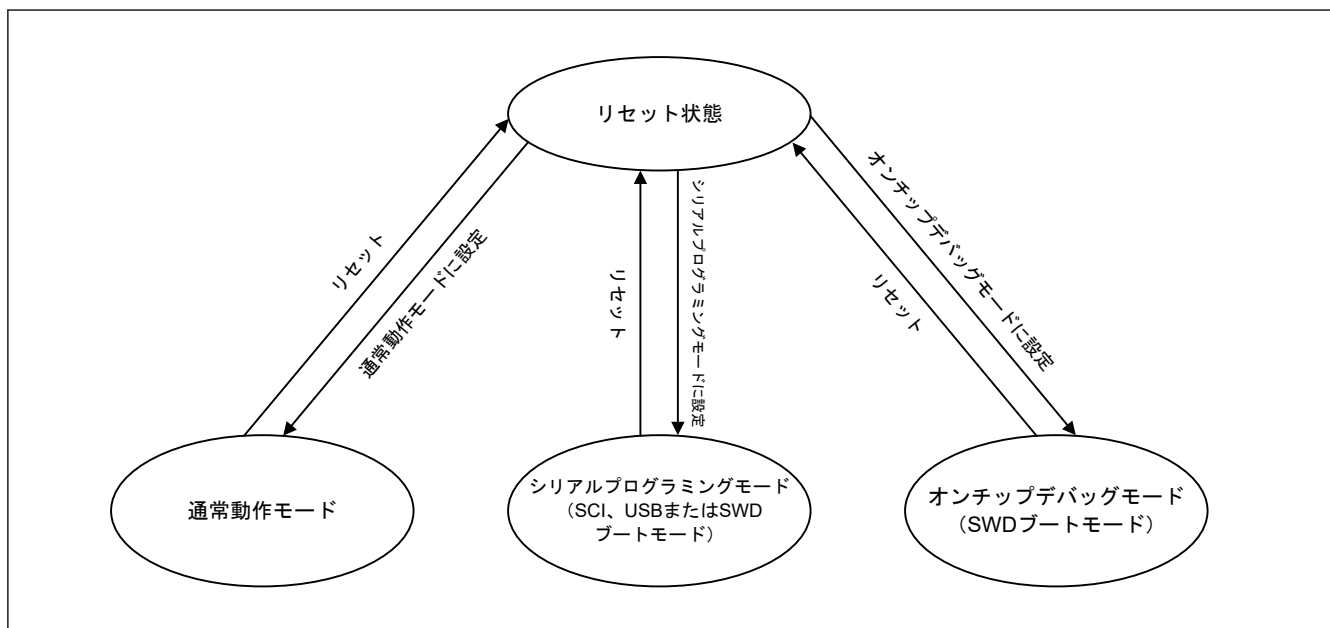 リセット状態
リセット
通常動作モードに設定
リセット
シリアルプログラミングモードに設定
リセット
オンチップデバッグモードに設定
通常動作モード
シリアルプログラミングモード
（SCI、USBまたはSWD
ブートモード）
オンチップデバッグモード
（SWDブートモード）